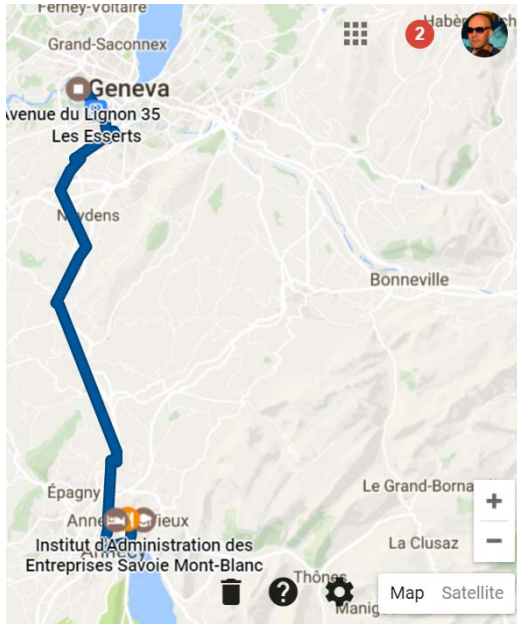 Ferney-Voltaire
Grand-Saconnex
2
Geneva
Avenue du Lignon 35
Les Esserts
Neydens
Bonneville
Épagny
Le Grand-Borna
La Clusaz
Institut d'Administration des
Entreprises Savoie Mont-Blanc
Thônes
+
−
?
Map Satellite